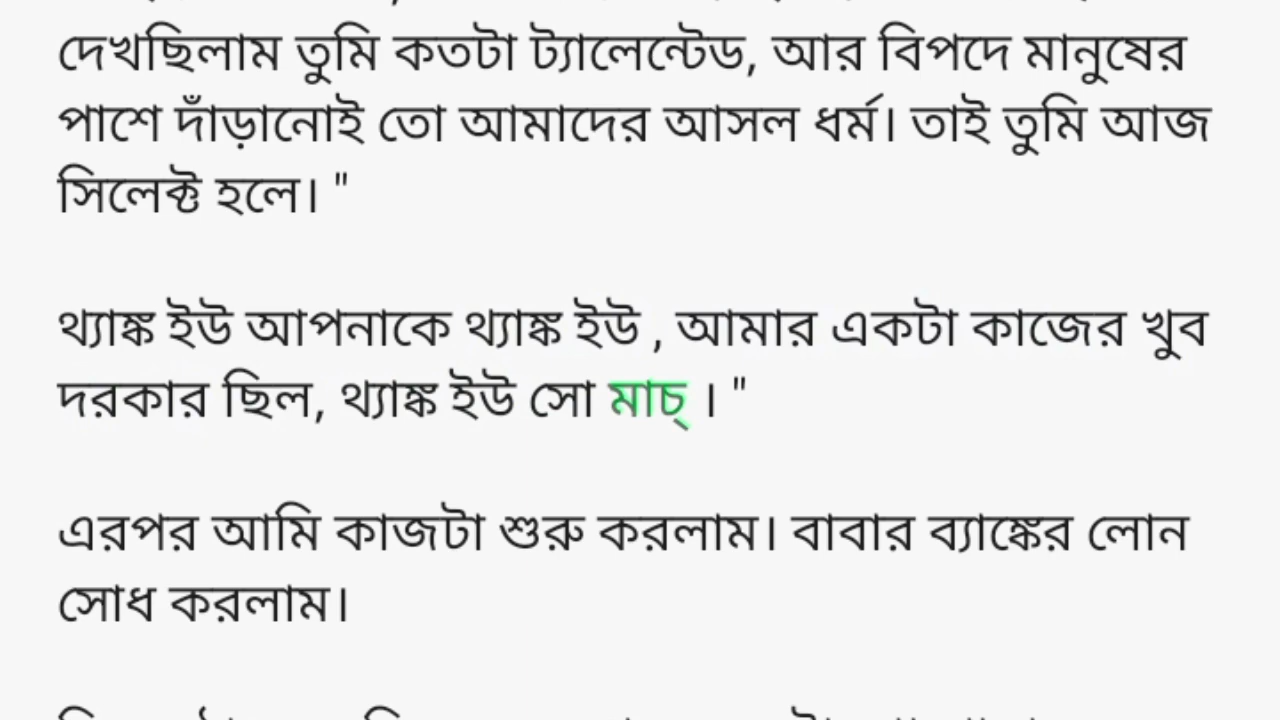 দেখছিলাম তুমি কতটা ট্যালেন্টেড, আর বিপদে মানুষের
পাশে দাঁড়ানোই তো আমাদের আসল ধর্ম। তাই তুমি আজ
সিলেক্ট হলে। "
থ্যাঙ্ক ইউ আপনাকে থ্যাঙ্ক ইউ , আমার একটা কাজের খুব
দরকার ছিল, থ্যাঙ্ক ইউ সো মাচ্ । "
এরপর আমি কাজটা শুরু করলাম। বাবার ব্যাঙ্কের লোন
সোধ করলাম।